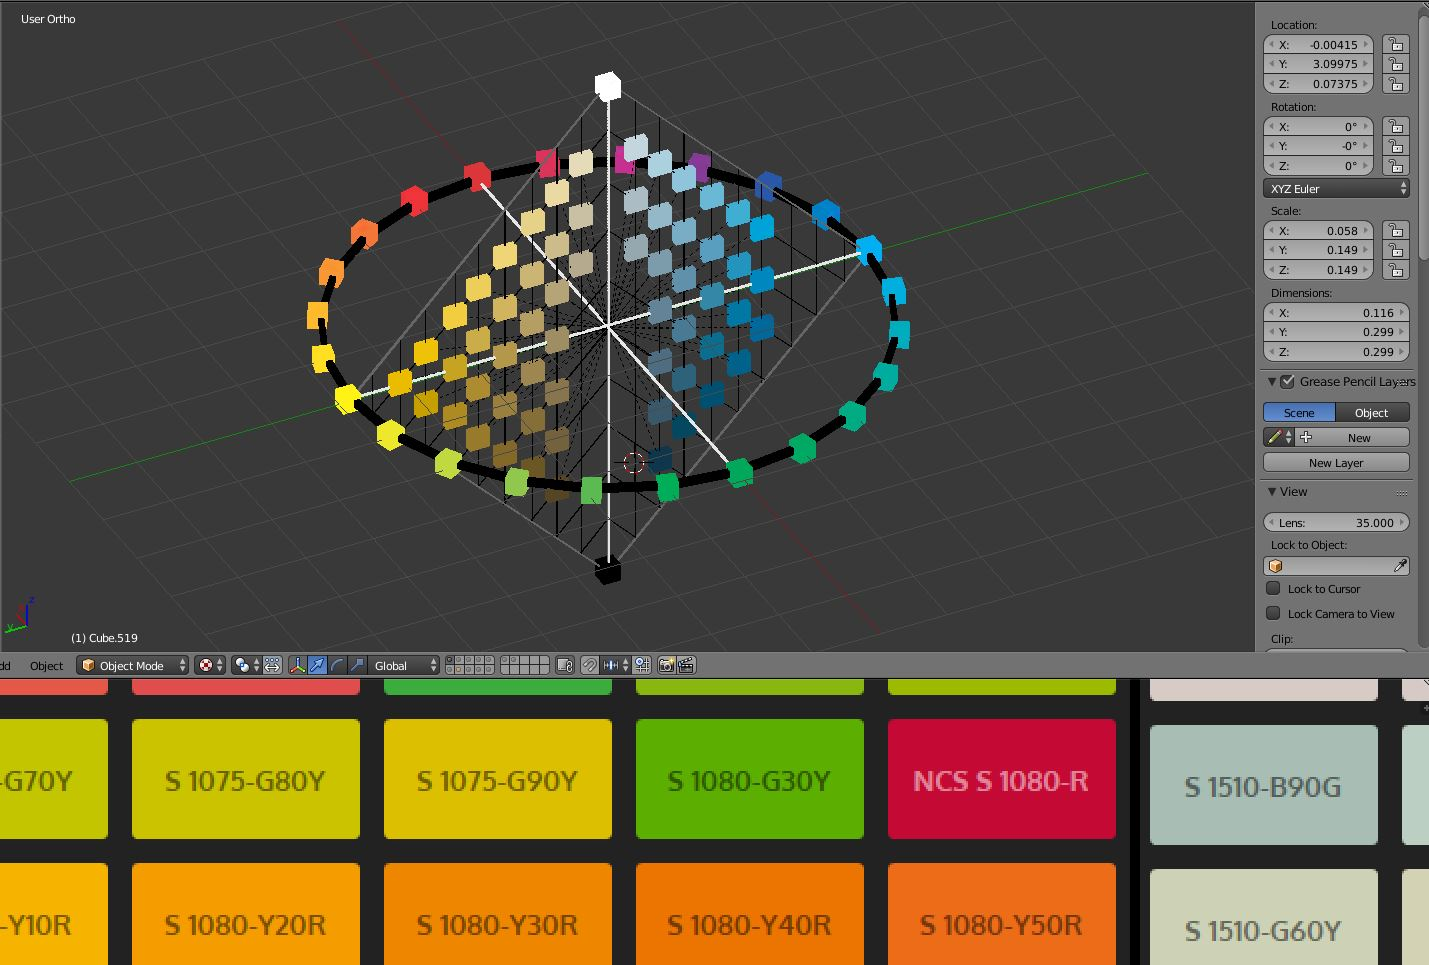 User Ortho
Location:
X: -0.00415
Y: 3.09975
Z: 0.07375
Rotation:
X: 0°
Y: -0°
Z: 0°
XYZ Euler
Scale:
X: 0.058
Y: 0.149
Z: 0.149
Dimensions:
X: 0.116
Y: 0.299
Z: 0.299
Grease Pencil Layers
Scene Object
New
New Layer
View
Lens: 35.000
Lock to Object:
Lock to Cursor
Lock Camera to View
Clip:
z
y
(1) Cube.519
dd Object Object Mode Global
-G70Y S 1075-G80Y S 1075-G90Y S 1080-G30Y NCS S 1080-R S 1510-B90G
-Y10R S 1080-Y20R S 1080-Y30R S 1080-Y40R S 1080-Y50R S 1510-G60Y